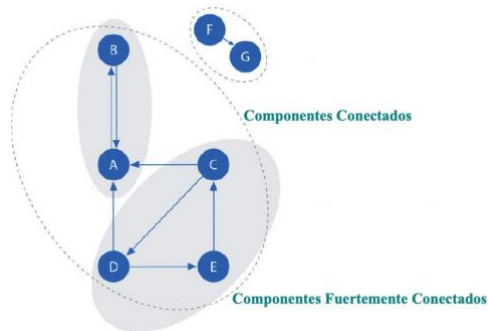 F
B
G
Componentes Conectados
A
C
D
E
Componentes Fuertemente Conectados